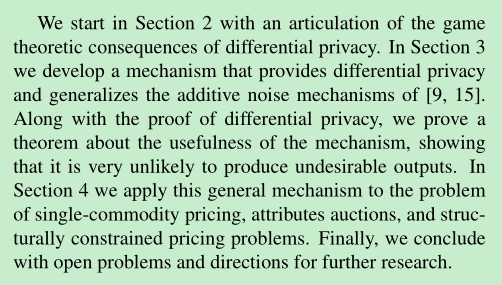 We start in Section 2 with an articulation of the game
theoretic consequences of differential privacy. In Section 3
we develop a mechanism that provides differential privacy
and generalizes the additive noise mechanisms of [9, 15].
Along with the proof of differential privacy, we prove a
theorem about the usefulness of the mechanism, showing
that it is very unlikely to produce undesirable outputs. In
Section 4 we apply this general mechanism to the problem
of single-commodity pricing, attributes auctions, and struc-
turally constrained pricing problems. Finally, we conclude
with open problems and directions for further research.